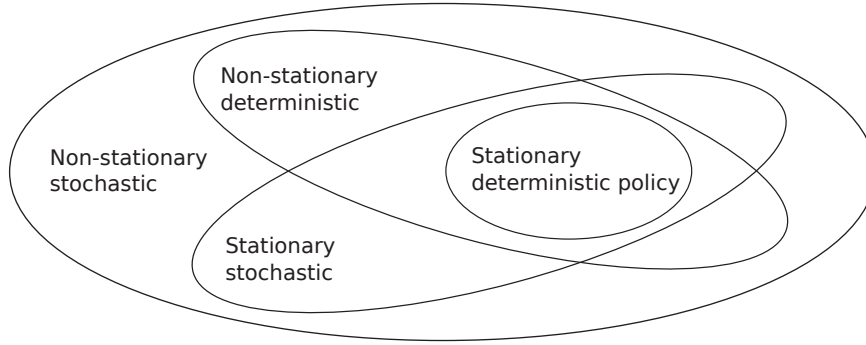 Non-stationary
deterministic
Non-stationary
stochastic
Stationary
deterministic policy
Stationary
stochastic